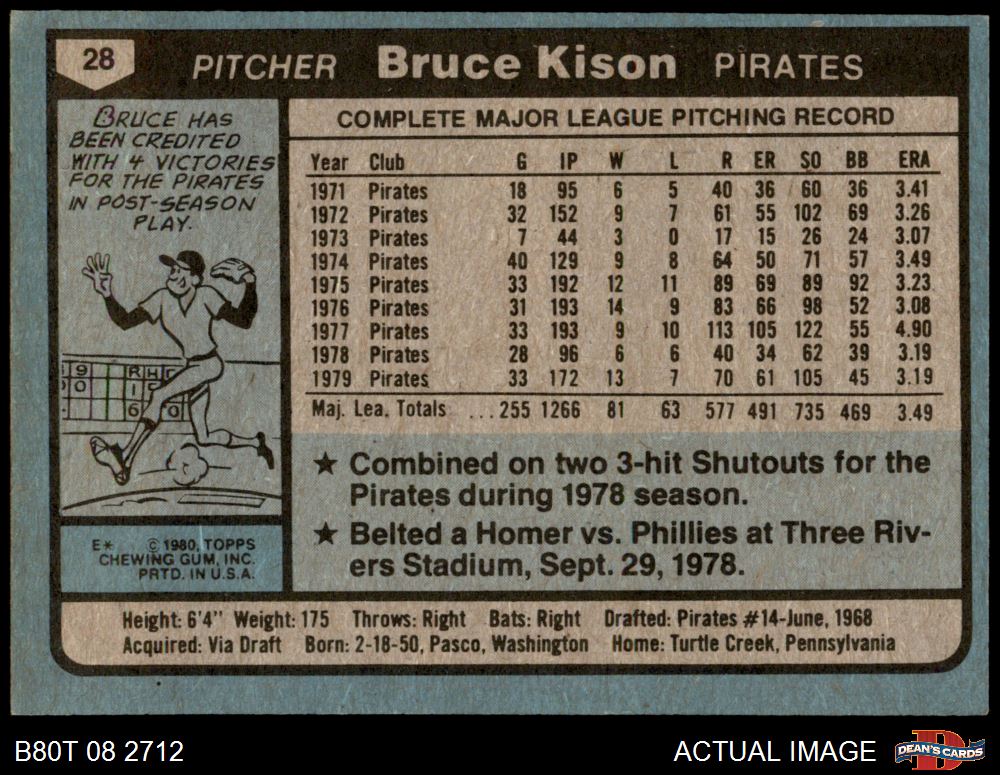 28 PITCHER Bruce Kison PIRATES
BRUCE HAS
BEEN CREDITED
WITH 4 VICTORIES
FOR THE PIRATES
IN POST-SEASON
PLAY.
9 R H
0 1
6 0
E* © 1980, TOPPS
CHEWING GUM, INC.
PRTD. IN U.S.A.
COMPLETE MAJOR LEAGUE PITCHING RECORD
Year Club G IP W L R ER SO BB ERA
1971 Pirates 18 95 6 5 40 36 60 36 3.41
1972 Pirates 32 152 9 7 61 55 102 69 3.26
1973 Pirates 7 44 3 0 17 15 26 24 3.07
1974 Pirates 40 129 9 8 64 50 71 57 3.49
1975 Pirates 33 192 12 11 89 69 89 92 3.23
1976 Pirates 31 193 14 9 83 66 98 52 3.08
1977 Pirates 33 193 9 10 113 105 122 55 4.90
1978 Pirates 28 96 6 6 40 34 62 39 3.19
1979 Pirates 33 172 13 7 70 61 105 45 3.19
Maj. Lea. Totals ...255 1266 81 63 577 491 735 469 3.49
★ Combined on two 3-hit Shutouts for the
Pirates during 1978 season.
★ Belted a Homer vs. Phillies at Three Riv-
ers Stadium, Sept. 29, 1978.
Height: 6'4" Weight: 175 Throws: Right Bats: Right Drafted: Pirates #14-June, 1968
Acquired: Via Draft Born: 2-18-50, Pasco, Washington Home: Turtle Creek, Pennsylvania
B80T 08 2712 ACTUAL IMAGE D DEAN'S CARDS